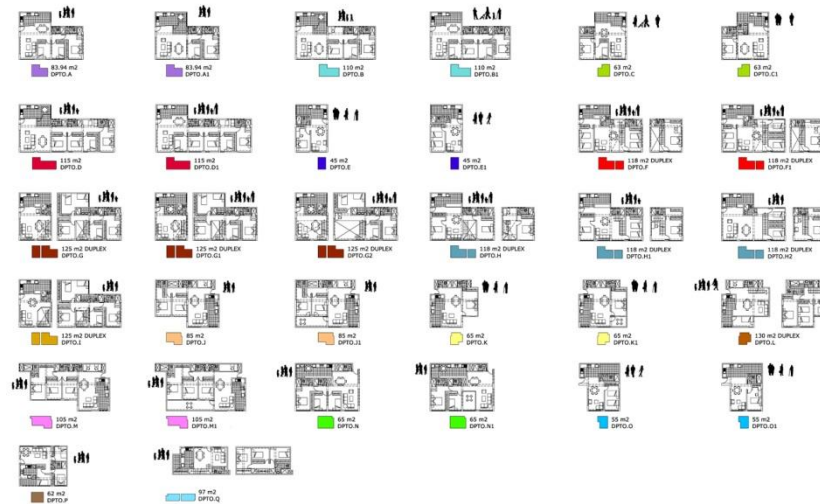 83.94 m2
DPTO.A
83.94 m2
DPTO.A1
110 m2
DPTO.B
110 m2
DPTO.B1
63 m2
DPTO.C
63 m2
DPTO.C1
115 m2
DPTO.D
115 m2
DPTO.D1
45 m2
DPTO.E
45 m2
DPTO.E1
118 m2 DUPLEX
DPTO.F
118 m2 DUPLEX
DPTO.F1
125 m2 DUPLEX
DPTO.G
125 m2 DUPLEX
DPTO.G1
125 m2 DUPLEX
DPTO.G2
118 m2 DUPLEX
DPTO.H
118 m2 DUPLEX
DPTO.H1
118 m2 DUPLEX
DPTO.H2
125 m2 DUPLEX
DPTO.I
85 m2
DPTO.J
85 m2
DPTO.J1
65 m2
DPTO.K
65 m2
DPTO.K1
130 m2 DUPLEX
DPTO.L
105 m2
DPTO.M
105 m2
DPTO.M1
65 m2
DPTO.N
65 m2
DPTO.N1
55 m2
DPTO.O
55 m2
DPTO.O1
62 m2
DPTO.P
97 m2
DPTO.Q